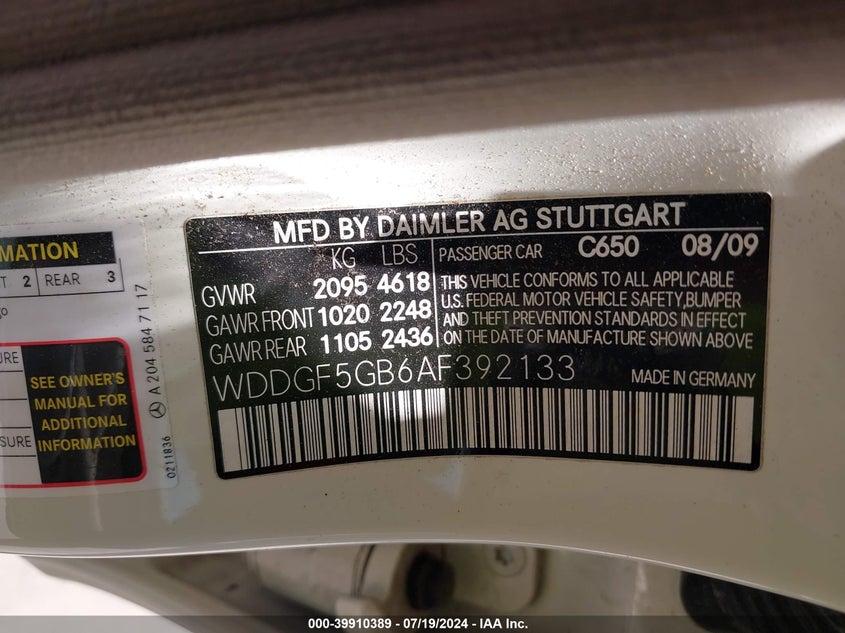 MATION
T 2 REAR 3
go
SEE OWNER'S
MANUAL FOR
ADDITIONAL
INFORMATION
SURE
A 204 584 71 17
0211836
MFD BY DAIMLER AG STUTTGART
KG LBS PASSENGER CAR C650 08/09
GVWR 2095 4618
GAWR FRONT 1020 2248
GAWR REAR 1105 2436
THIS VEHICLE CONFORMS TO ALL APPLICABLE
U.S. FEDERAL MOTOR VEHICLE SAFETY,BUMPER
AND THEFT PREVENTION STANDARDS IN EFFECT
ON THE DATE OF MANUFACTURE SHOWN ABOVE
WDDGF5GB6AF392133 MADE IN GERMANY
000-39910389 - 07/19/2024 - IAA Inc.